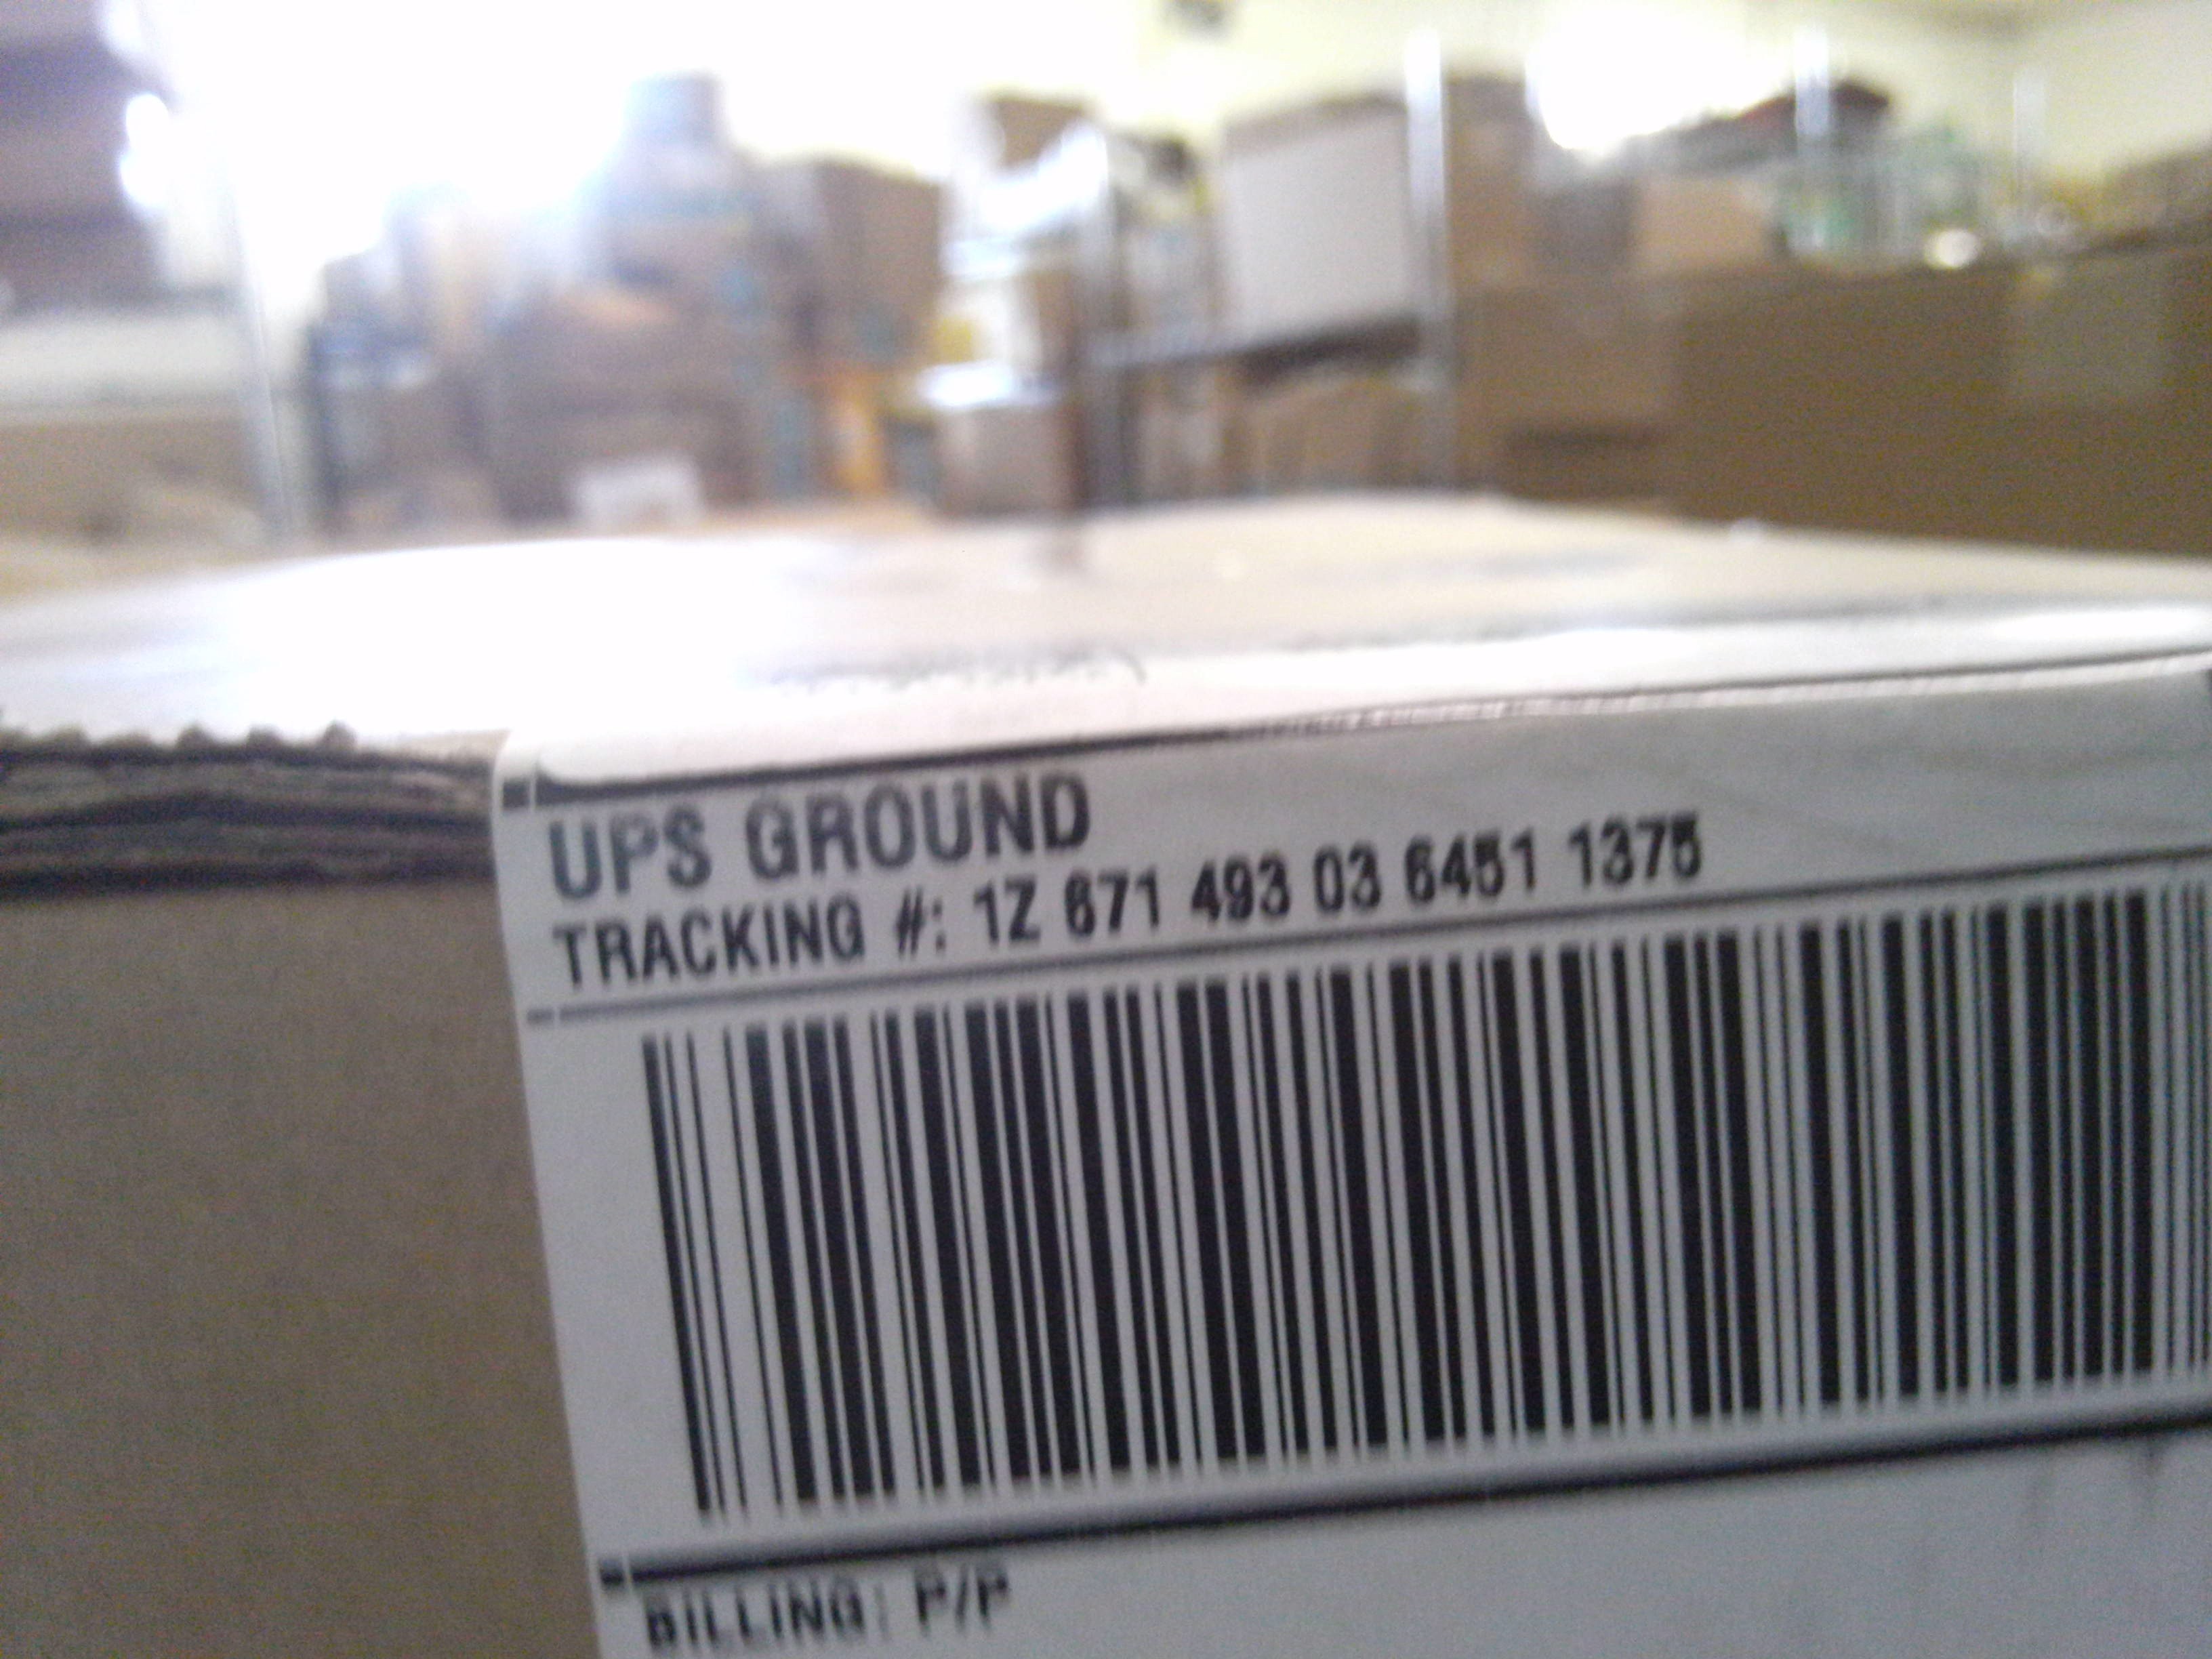 UPS GROUND
TRACKING #: 1Z 671 493 03 6451 1375
BILLING: P/P